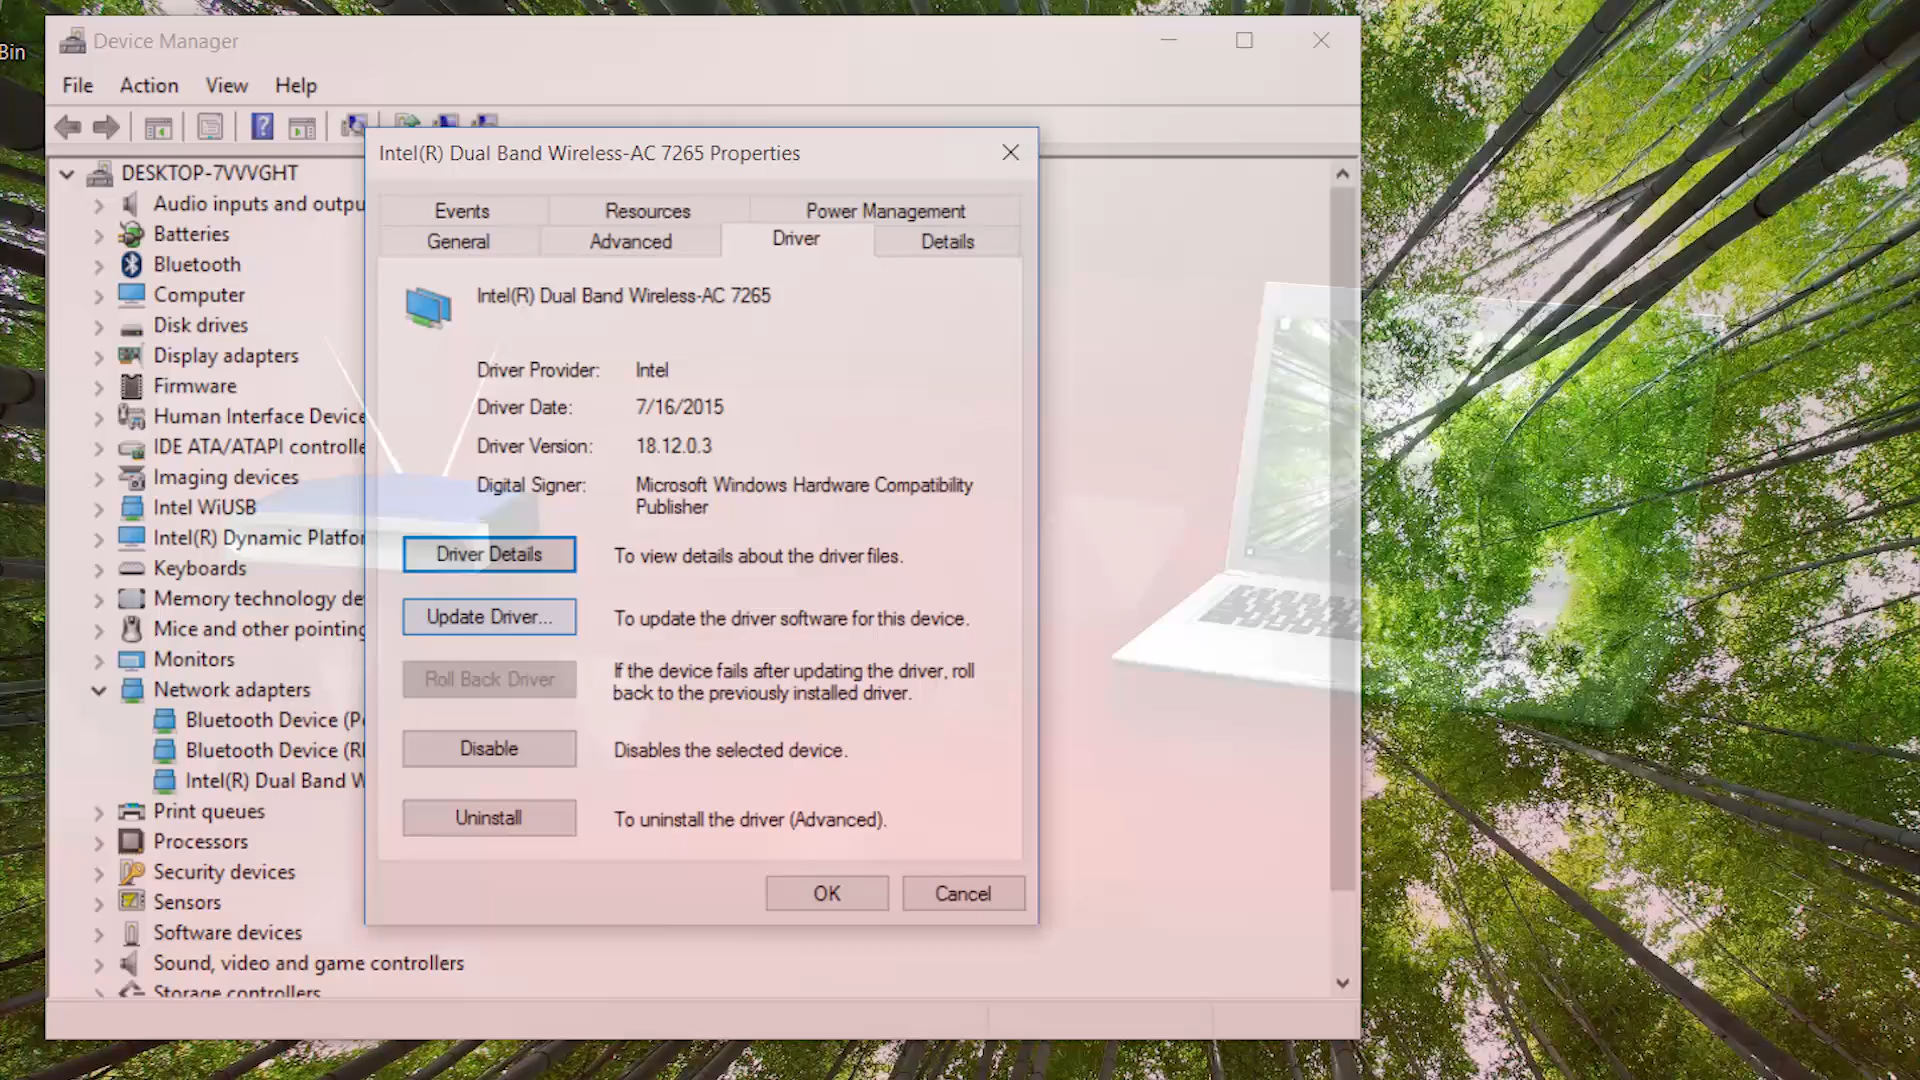 Bin
Device Manager
File Action View Help
Intel(R) Dual Band Wireless-AC 7265 Properties
DESKTOP-7VVVGHT
Audio inputs and outpu
Batteries
Bluetooth
Computer
Disk drives
Display adapters
Firmware
Human Interface Device
IDE ATA/ATAPI controlle
Imaging devices
Intel WiUSB
Intel(R) Dynamic Platfor
Keyboards
Memory technology de
Mice and other pointing
Monitors
Network adapters
Bluetooth Device (P
Bluetooth Device (R
Intel(R) Dual Band W
Print queues
Processors
Security devices
Sensors
Software devices
Sound, video and game controllers
Storage controllers
Events Resources Power Management
General Advanced Driver Details
Intel(R) Dual Band Wireless-AC 7265
Driver Provider: Intel
Driver Date: 7/16/2015
Driver Version: 18.12.0.3
Digital Signer: Microsoft Windows Hardware Compatibility
Publisher
Driver Details To view details about the driver files.
Update Driver... To update the driver software for this device.
Roll Back Driver If the device fails after updating the driver, roll
back to the previously installed driver.
Disable Disables the selected device.
Uninstall To uninstall the driver (Advanced).
OK Cancel